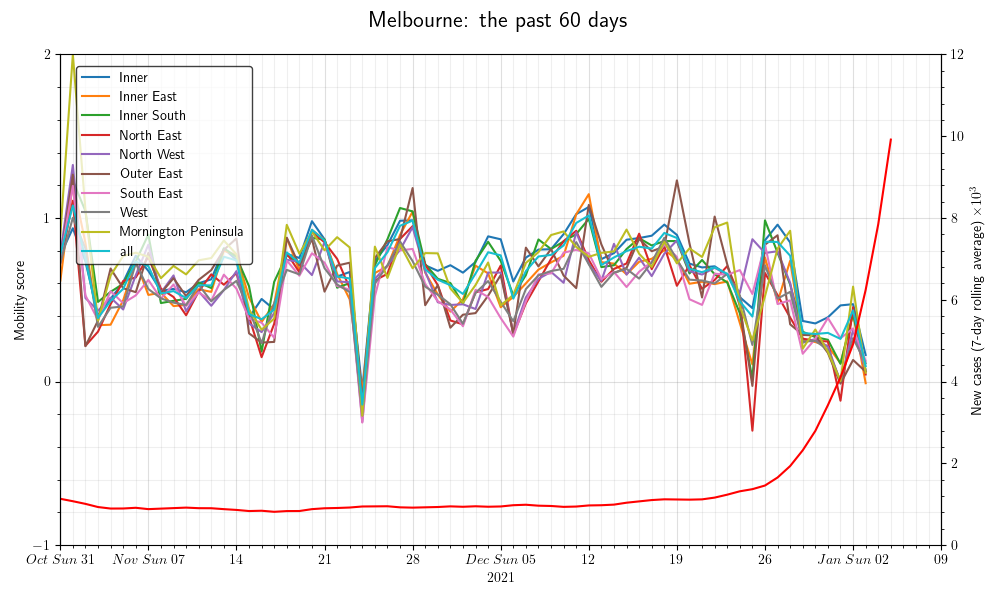 Melbourne: the past 60 days
2
1
0
−1
Mobility score
Inner
Inner East
Inner South
North East
North West
Outer East
South East
West
Mornington Peninsula
all
12
10
8
6
4
2
0
New cases (7-day rolling average) ×10³
Oct Sun 31
Nov Sun 07
14
21
28
Dec Sun 05
12
19
26
Jan Sun 02
09
2021